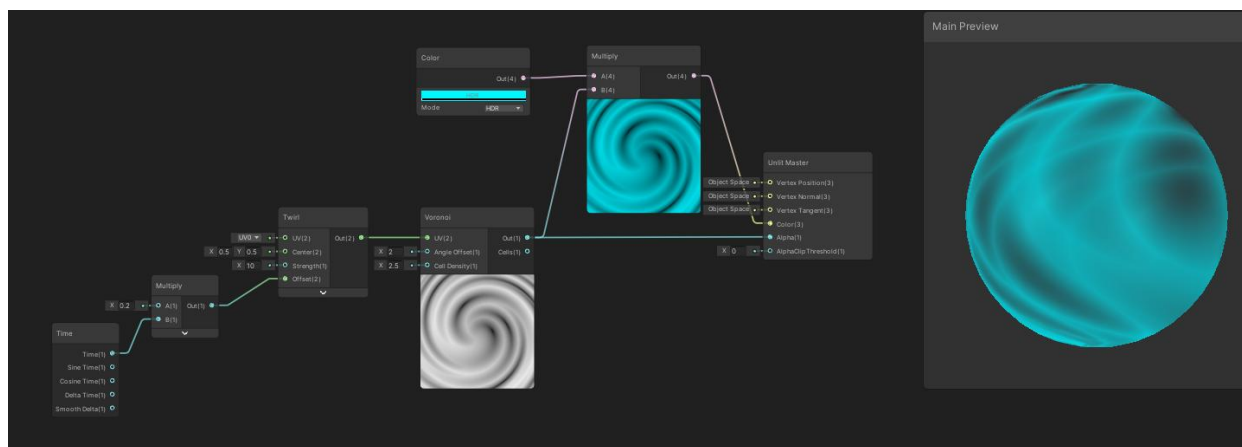 Main Preview
Color
Out(4)
HDR
Mode HDR
Multiply
A(4) Out(4)
B(4)
Unlit Master
Object Space Vertex Position(3)
Object Space Vertex Normal(3)
Object Space Vertex Tangent(3)
Color(3)
Alpha(1)
X 0 AlphaClipThreshold(1)
Twirl
UV0 UV(2) Out(2)
X 0.5 Y 0.5 Center(2)
X 10 Strength(1)
Offset(2)
Voronoi
UV(2) Out(1)
X 2 Angle Offset(1) Cells(1)
X 2.5 Cell Density(1)
Multiply
X 0.2 A(1) Out(1)
B(1)
Time
Time(1)
Sine Time(1)
Cosine Time(1)
Delta Time(1)
Smooth Delta(1)